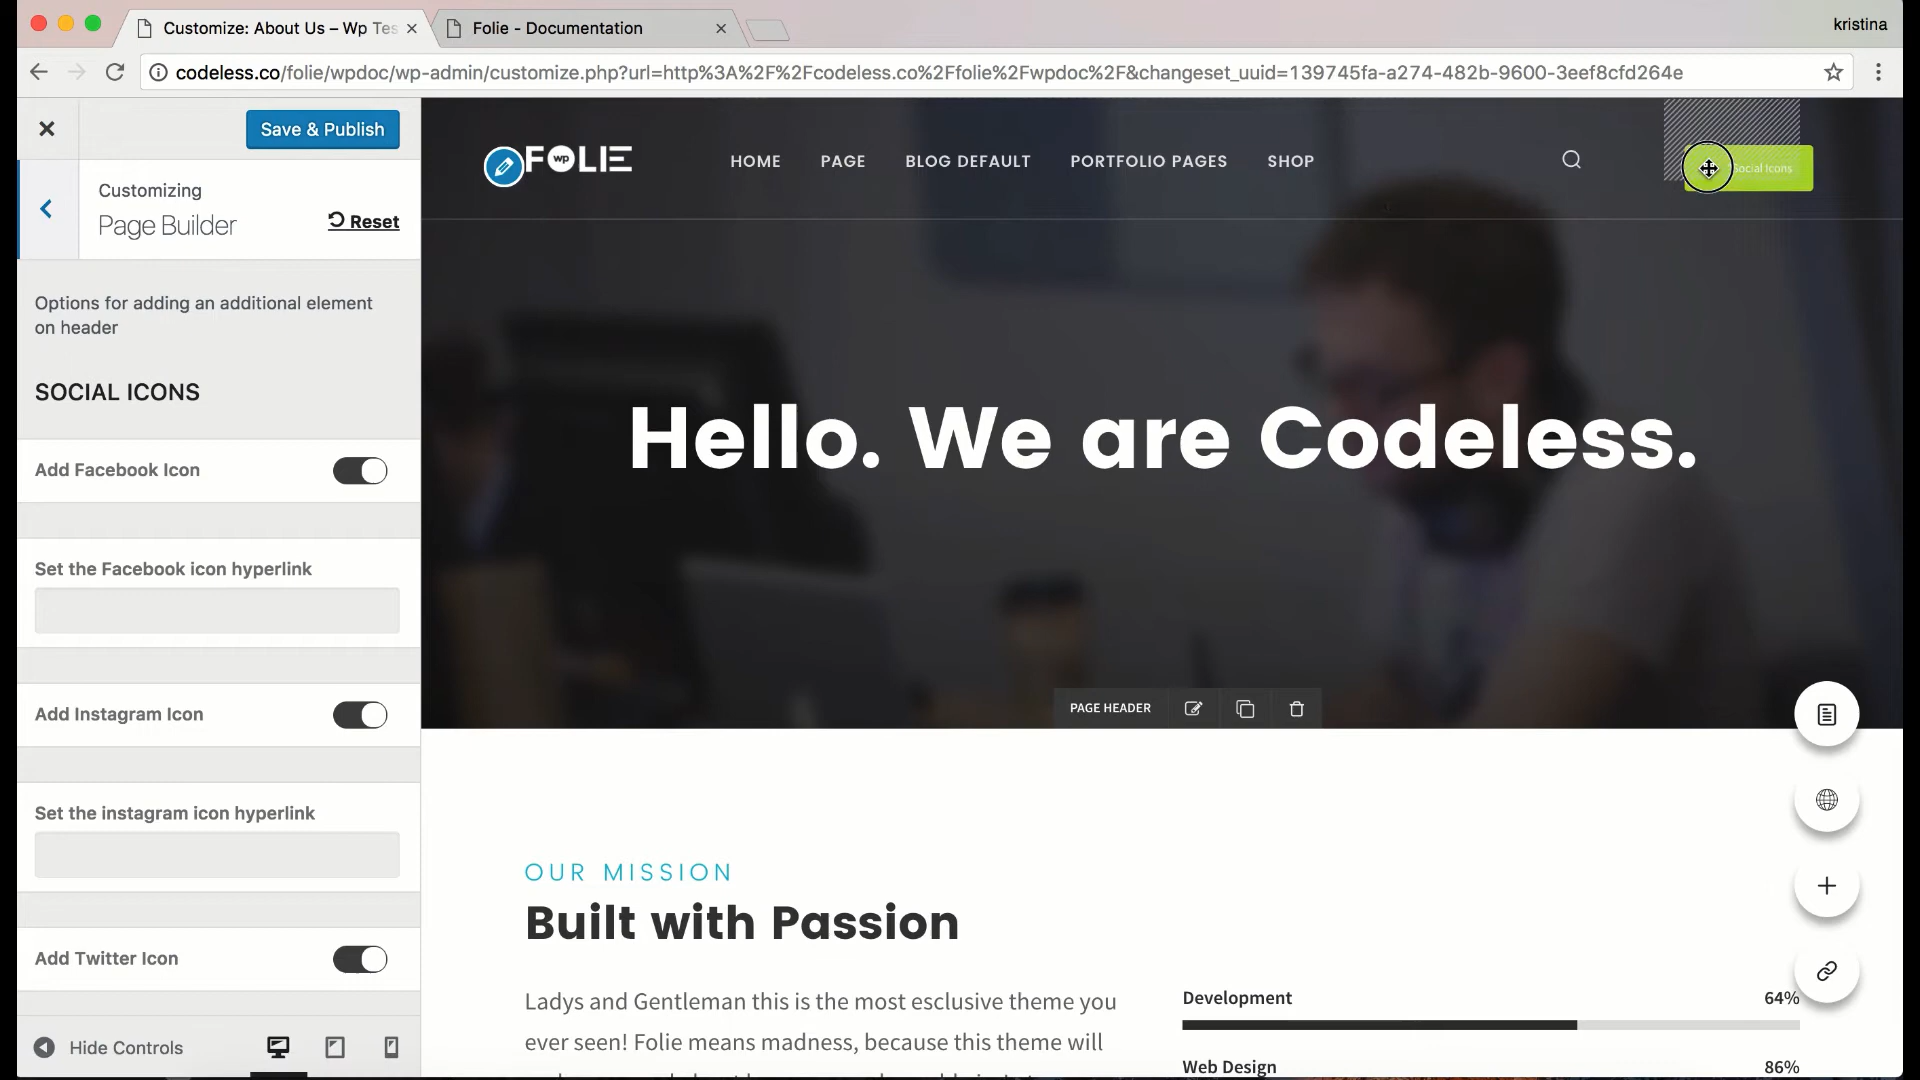 Customize: About Us – Wp Tes
Folie - Documentation
kristina
codeless.co/folie/wpdoc/wp-admin/customize.php?url=http%3A%2F%2Fcodeless.co%2Ffolie%2Fwpdoc%2F&changeset_uuid=139745fa-a274-482b-9600-3eef8cfd264e
Save & Publish
Customizing
Page Builder
Reset
Options for adding an additional element
on header
SOCIAL ICONS
Add Facebook Icon
Set the Facebook icon hyperlink
Add Instagram Icon
Set the instagram icon hyperlink
Add Twitter Icon
Hide Controls
FOLIE
wp
HOME
PAGE
BLOG DEFAULT
PORTFOLIO PAGES
SHOP
Social Icons
Hello. We are Codeless.
PAGE HEADER
OUR MISSION
Built with Passion
Ladys and Gentleman this is the most esclusive theme you
ever seen! Folie means madness, because this theme will
Development
64%
Web Design
86%